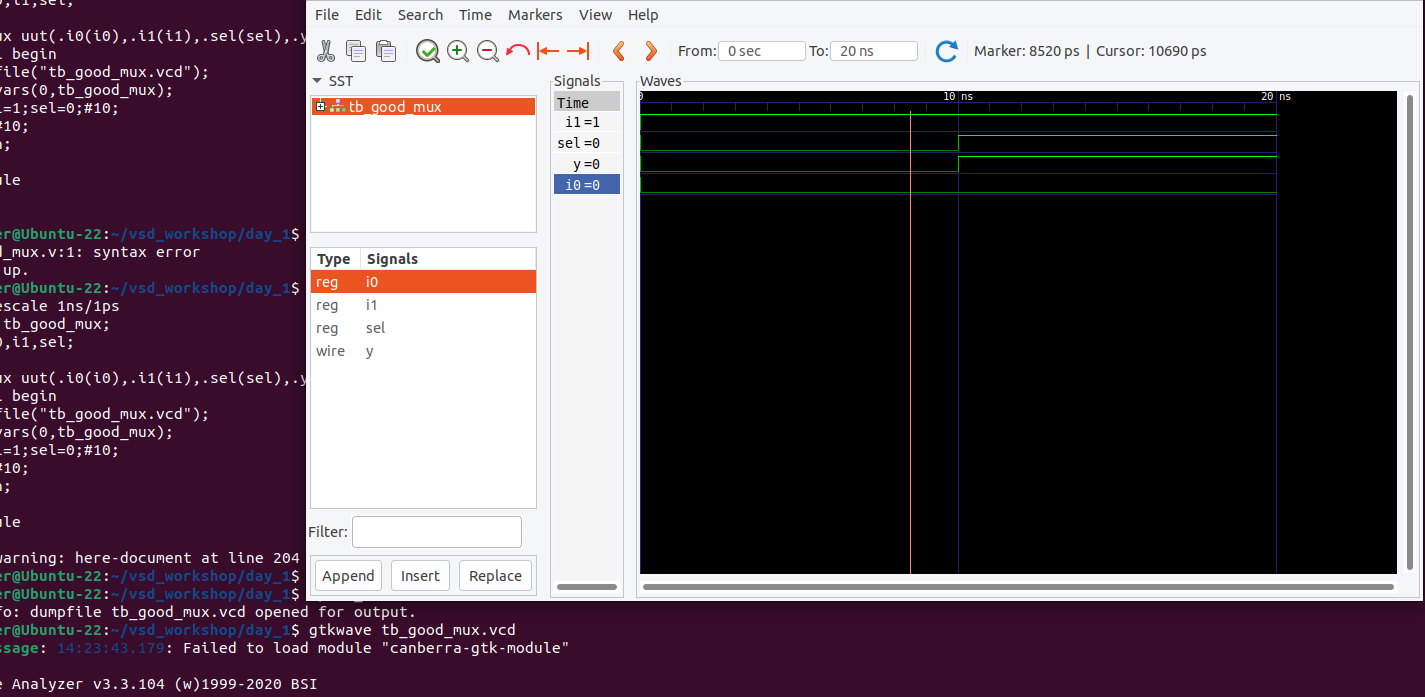 ),i1,sel;
ux uut(.i0(i0),.i1(i1),.sel(sel),.y
l begin
file("tb_good_mux.vcd");
vars(0,tb_good_mux);
l=1;sel=0;#10;
#10;
h;
ule
er@Ubuntu-22:~/vsd_workshop/day_1$
d_mux.v:1: syntax error
up.
er@Ubuntu-22:~/vsd_workshop/day_1$
escale 1ns/1ps
tb_good_mux;
),i1,sel;
ux uut(.i0(i0),.i1(i1),.sel(sel),.y
l begin
file("tb_good_mux.vcd");
vars(0,tb_good_mux);
l=1;sel=0;#10;
#10;
h;
ule
warning: here-document at line 204
er@Ubuntu-22:~/vsd_workshop/day_1$
er@Ubuntu-22:~/vsd_workshop/day_1$
fo: dumpfile tb_good_mux.vcd opened for output.
er@Ubuntu-22:~/vsd_workshop/day_1$ gtkwave tb_good_mux.vcd
ssage: 14:23:43.179: Failed to load module "canberra-gtk-module"
e Analyzer v3.3.104 (w)1999-2020 BSI
File Edit Search Time Markers View Help
From: 0 sec To: 20 ns Marker: 8520 ps | Cursor: 10690 ps
SST
tb_good_mux
Type Signals
reg i0
reg i1
reg sel
wire y
Filter:
Append Insert Replace
Signals
Time
i1=1
sel=0
y=0
i0=0
Waves
0 10 ns 20 ns